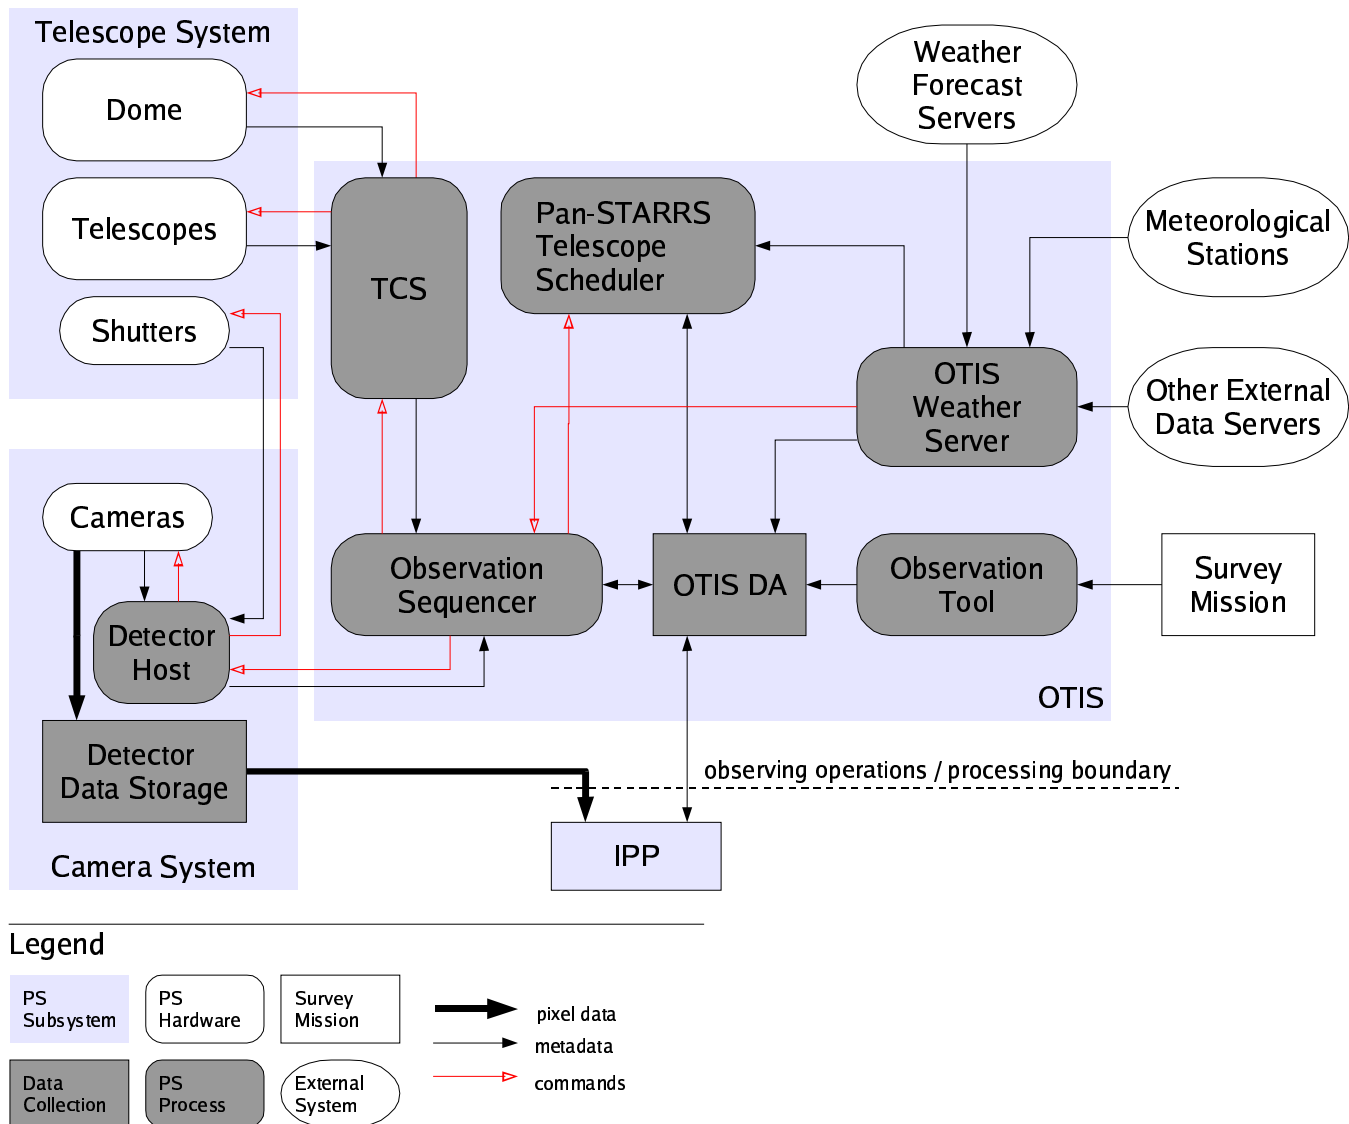 Telescope System
Dome
Telescopes
Shutters
TCS
Pan-STARRS
Telescope
Scheduler
Weather
Forecast
Servers
Meteorological
Stations
OTIS
Weather
Server
Other External
Data Servers
Cameras
Detector
Host
Detector
Data Storage
Camera System
Observation
Sequencer
OTIS DA
Observation
Tool
Survey
Mission
OTIS
observing operations / processing boundary
IPP
Legend
PS
Subsystem
PS
Hardware
Survey
Mission
pixel data
metadata
commands
Data
Collection
PS
Process
External
System